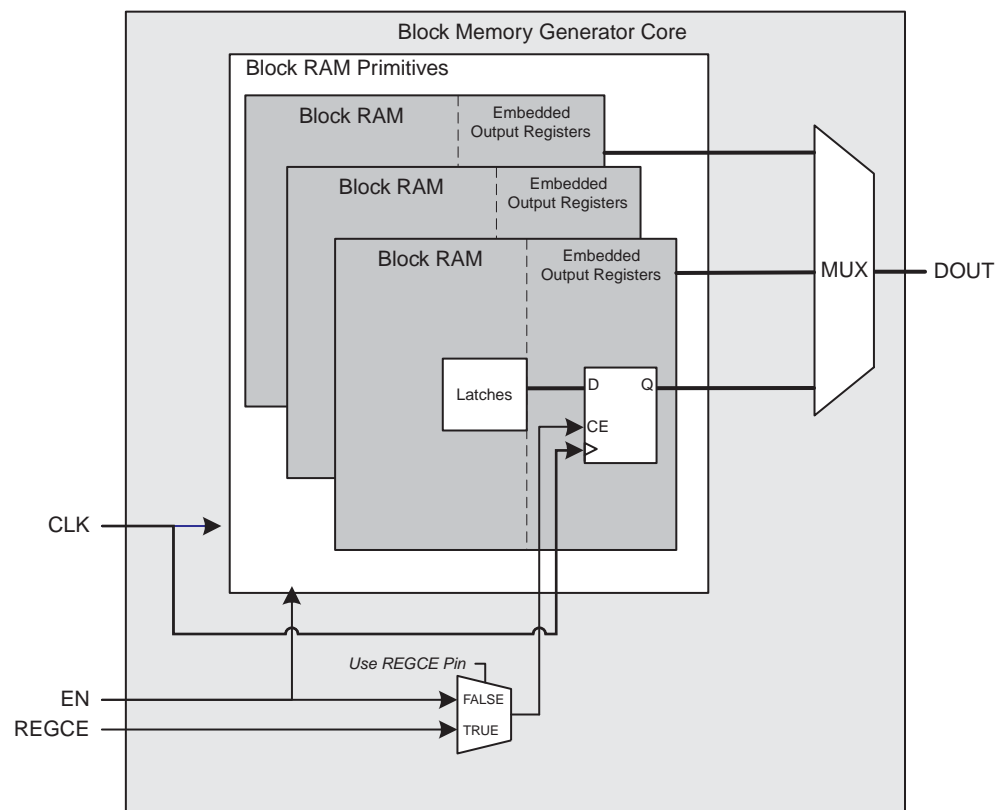 Block Memory Generator Core
Block RAM Primitives
Block RAM
Embedded
Output Registers
Block RAM
Embedded
Output Registers
Block RAM
Embedded
Output Registers
MUX
DOUT
Latches
D
Q
CE
CLK
Use REGCE Pin
EN
FALSE
REGCE
TRUE